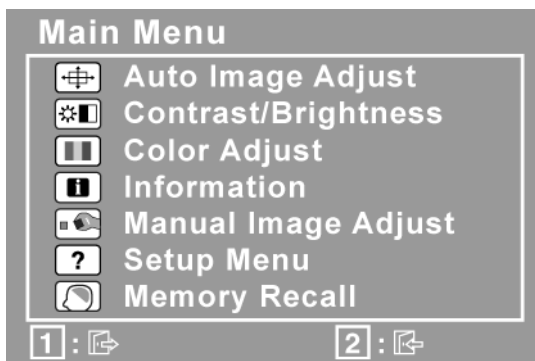 Main Menu
Auto Image Adjust
Contrast/Brightness
Color Adjust
i Information
Manual Image Adjust
? Setup Menu
Memory Recall
1 : 2 :